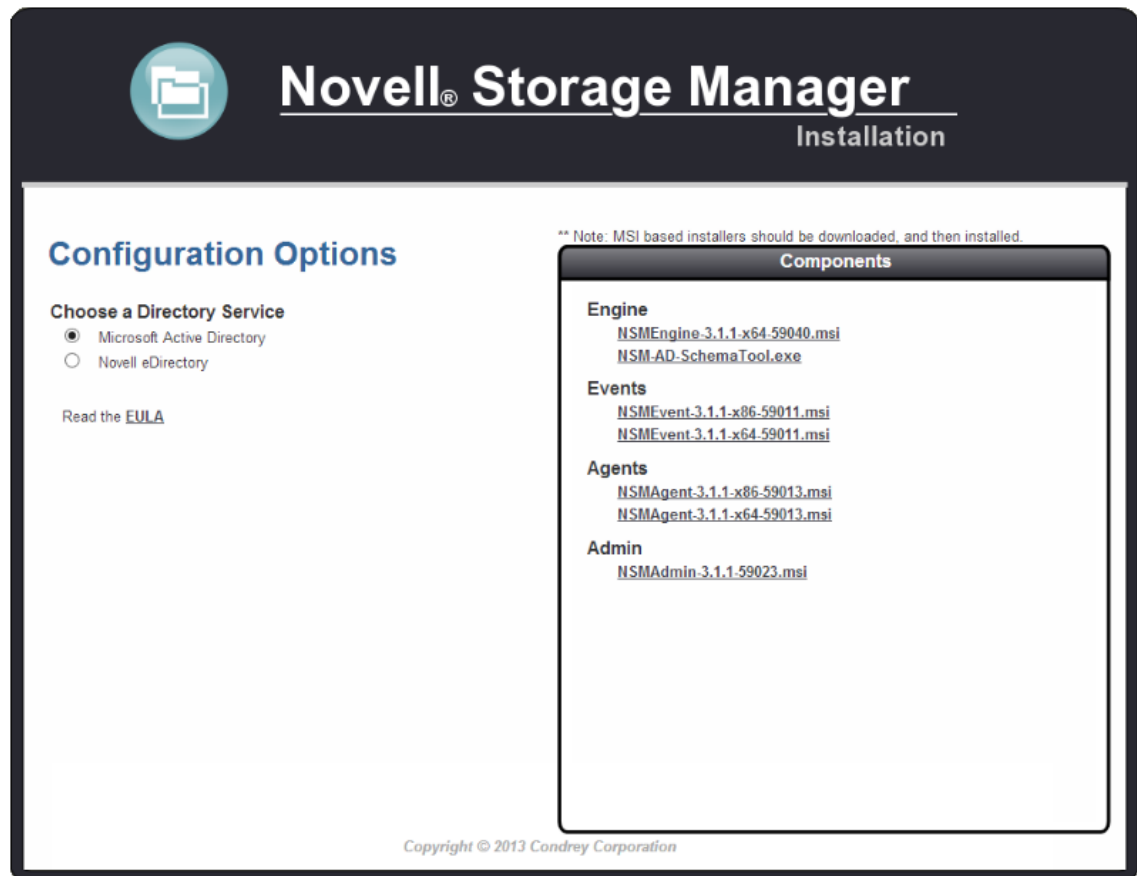 Novell® Storage Manager
Installation
Configuration Options
Choose a Directory Service
Microsoft Active Directory
Novell eDirectory
Read the EULA
** Note: MSI based installers should be downloaded, and then installed.
Components
Engine
NSMEngine-3.1.1-x64-59040.msi
NSM-AD-SchemaTool.exe
Events
NSMEvent-3.1.1-x86-59011.msi
NSMEvent-3.1.1-x64-59011.msi
Agents
NSMAgent-3.1.1-x86-59013.msi
NSMAgent-3.1.1-x64-59013.msi
Admin
NSMAdmin-3.1.1-59023.msi
Copyright © 2013 Condrey Corporation